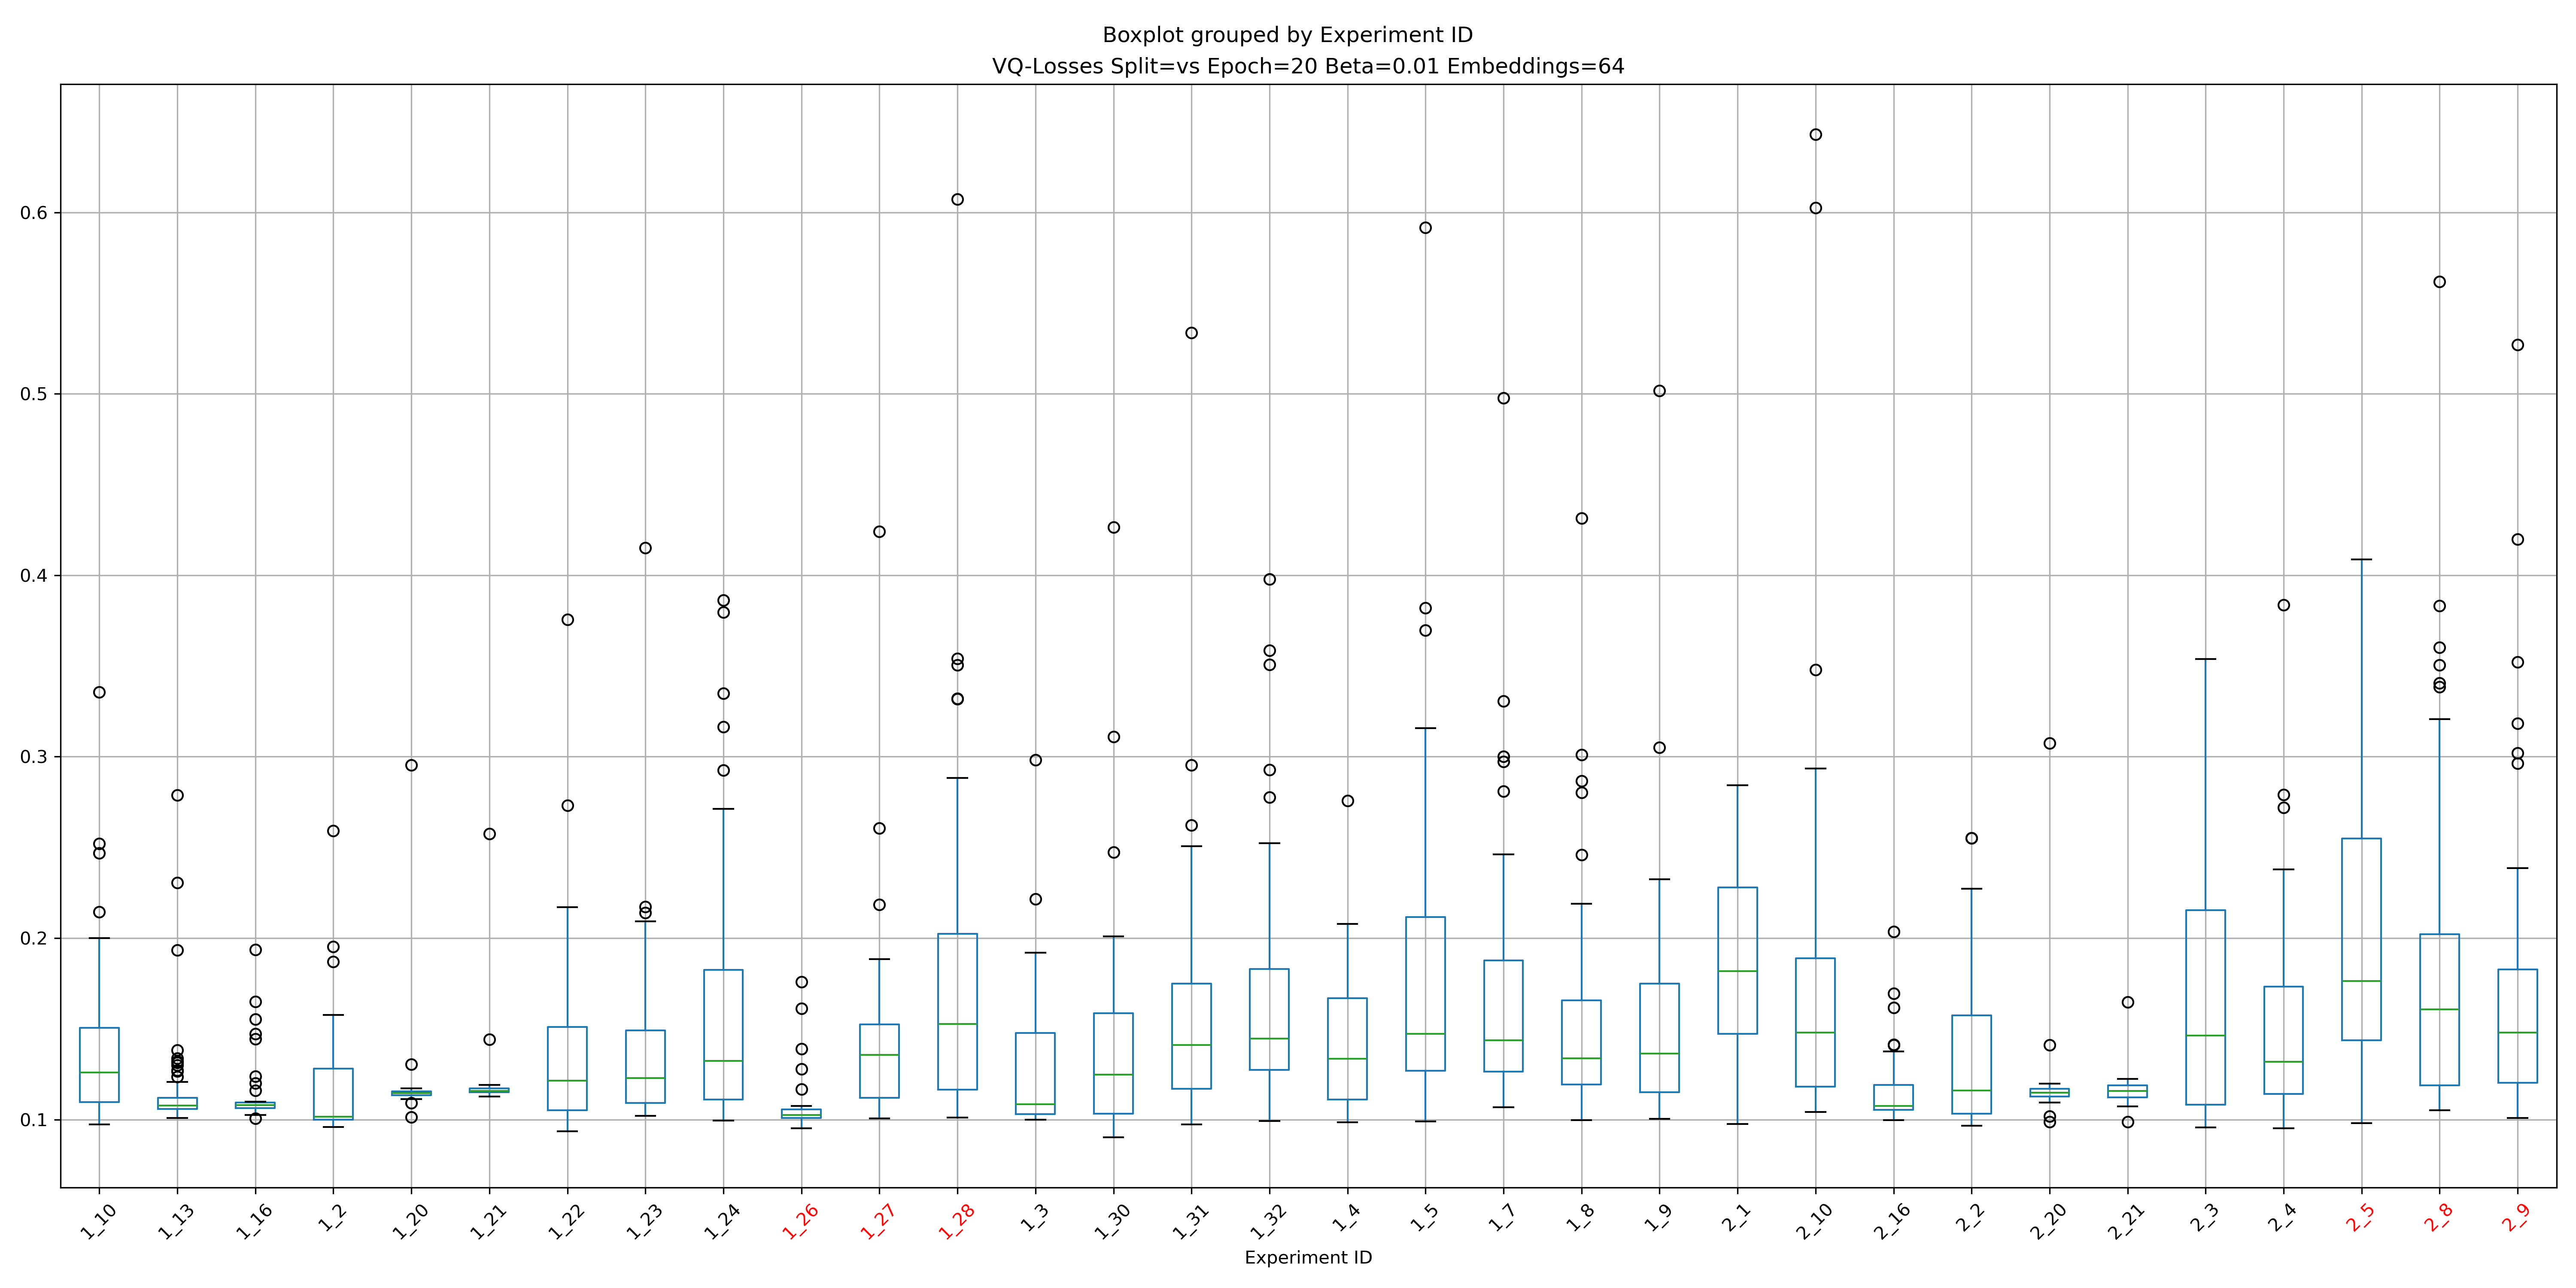 Boxplot grouped by Experiment ID
VQ-Losses Split=vs Epoch=20 Beta=0.01 Embeddings=64
0.6
0.5
0.4
0.3
0.2
0.1
1_10 1_13 1_16 1_2 1_20 1_21 1_22 1_23 1_24 1_26 1_27 1_28 1_3 1_30 1_31 1_32 1_4 1_5 1_7 1_8 1_9 2_1 2_10 2_16 2_2 2_20 2_21 2_3 2_4 2_5 2_8 2_9
Experiment ID